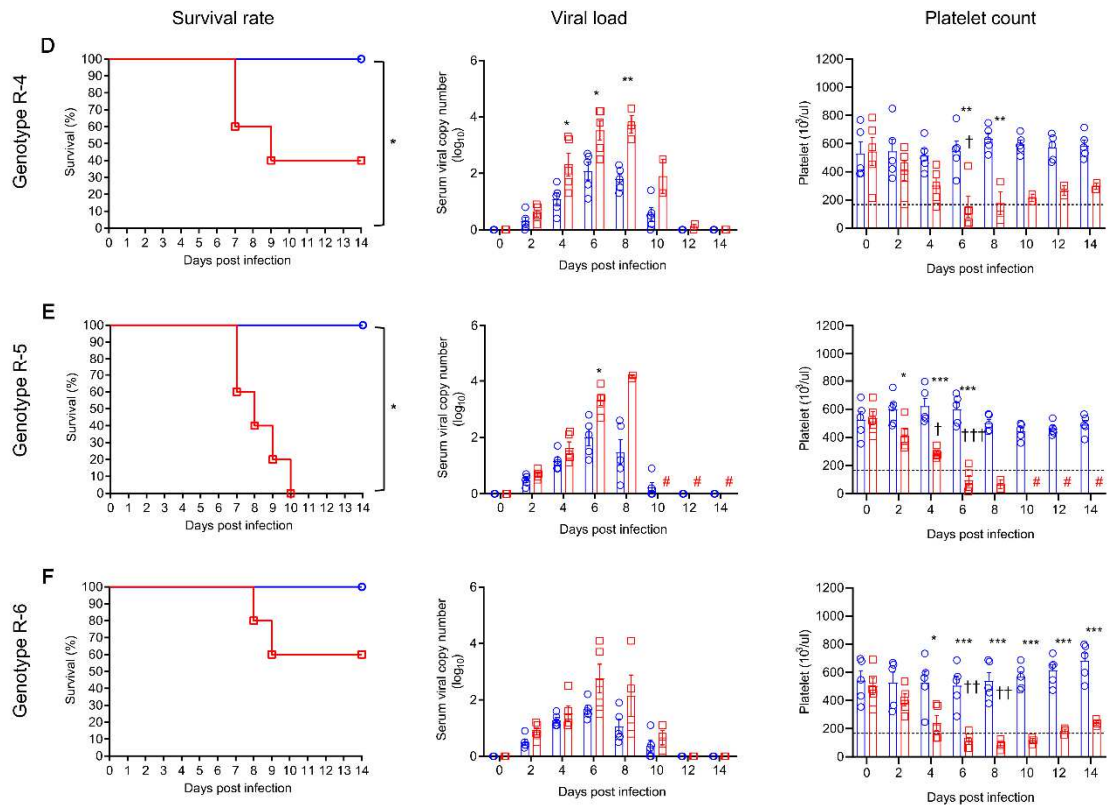 Survival rate
Viral load
Platelet count
D
Genotype R-4
Survival (%)
100
90
80
70
60
50
40
30
20
10
0
0 1 2 3 4 5 6 7 8 9 10 11 12 13 14
Days post infection
*
Serum viral copy number
(log10)
6
4
2
0
* * **
0 2 4 6 8 10 12 14
Days post infection
Platelet (10³/ul)
1200
1000
800
600
400
200
0
** **
†
0 2 4 6 8 10 12 14
Days post infection
E
Genotype R-5
Survival (%)
100
90
80
70
60
50
40
30
20
10
0
0 1 2 3 4 5 6 7 8 9 10 11 12 13 14
Days post infection
*
Serum viral copy number
(log10)
6
4
2
0
*
# # #
0 2 4 6 8 10 12 14
Days post infection
Platelet (10³/ul)
1200
1000
800
600
400
200
0
* *** ***
† †††
# # #
0 2 4 6 8 10 12 14
Days post infection
F
Genotype R-6
Survival (%)
100
90
80
70
60
50
40
30
20
10
0
0 1 2 3 4 5 6 7 8 9 10 11 12 13 14
Days post infection
Serum viral copy number
(log10)
6
4
2
0
0 2 4 6 8 10 12 14
Days post infection
Platelet (10³/ul)
1200
1000
800
600
400
200
0
* *** *** *** *** ***
†† ††
0 2 4 6 8 10 12 14
Days post infection